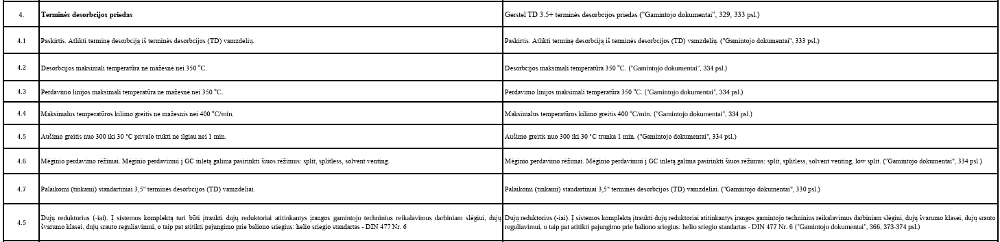 4. Terminės desorbcijos priedas Gerstel TD 3.5+ terminės desorbcijos priedas ("Gamintojo dokumentai", 329, 333 psl.)
4.1 Paskirtis. Atlikti terminę desorbciją iš terminės desorbcijos (TD) vamzdelių. Paskirtis. Atlikti terminę desorbciją iš terminės desorbcijos (TD) vamzdelių. ("Gamintojo dokumentai", 333 psl.)
4.2 Desorbcijos maksimali temperatūra ne mažesnė nei 350 °C. Desorbcijos maksimali temperatūra 350 °C. ("Gamintojo dokumentai", 334 psl.)
4.3 Perdavimo linijos maksimali temperatūra ne mažesnė nei 350 °C. Perdavimo linijos maksimali temperatūra 350 °C. ("Gamintojo dokumentai", 334 psl.)
4.4 Maksimalus temperatūros kilimo greitis ne mažesnis nei 400 °C/min. Maksimalus temperatūros kilimo greitis 400 °C/min. ("Gamintojo dokumentai", 334 psl.)
4.5 Aušimo greitis nuo 300 iki 30 °C privalo trukti ne ilgiau nei 1 min. Aušimo greitis nuo 300 iki 30 °C trunka 1 min. ("Gamintojo dokumentai", 334 psl.)
4.6 Mėginio perdavimo rėžimai. Mėginio perdavimui į GC inletą galima pasirinkti šiuos rėžimus: split, splitless, solvent venting. Mėginio perdavimo rėžimai. Mėginio perdavimui į GC inletą galima pasirinkti šiuos rėžimus: split, splitless, solvent venting, low split. ("Gamintojo dokumentai", 334 psl.)
4.7 Palaikomi (tinkami) standartiniai 3,5" terminės desorbcijos (TD) vamzdeliai. Palaikomi (tinkami) standartiniai 3,5" terminės desorbcijos (TD) vamzdeliai. ("Gamintojo dokumentai", 330 psl.)
4.5 Dujų reduktorius (-iai). Į sistemos komplektą turi būti įtraukti dujų reduktoriai atitinkantys įrangos gamintojo techninius reikalavimus darbiniam slėgiui, dujų
švarumo klasei, dujų srauto reguliavimui, o taip pat atitikti pajungimo prie baliono sriegius: helio sriegio standartas - DIN 477 Nr. 6
Dujų reduktorius (-iai). Į sistemos komplektą įtraukti dujų reduktoriai atitinkantys įrangos gamintojo techninius reikalavimus darbiniam slėgiui, dujų švarumo klasei, dujų srauto
reguliavimui, o taip pat atitikti pajungimo prie baliono sriegius: helio sriegio standartas - DIN 477 Nr. 6 ("Gamintojo dokumentai", 366, 373-374 psl.)